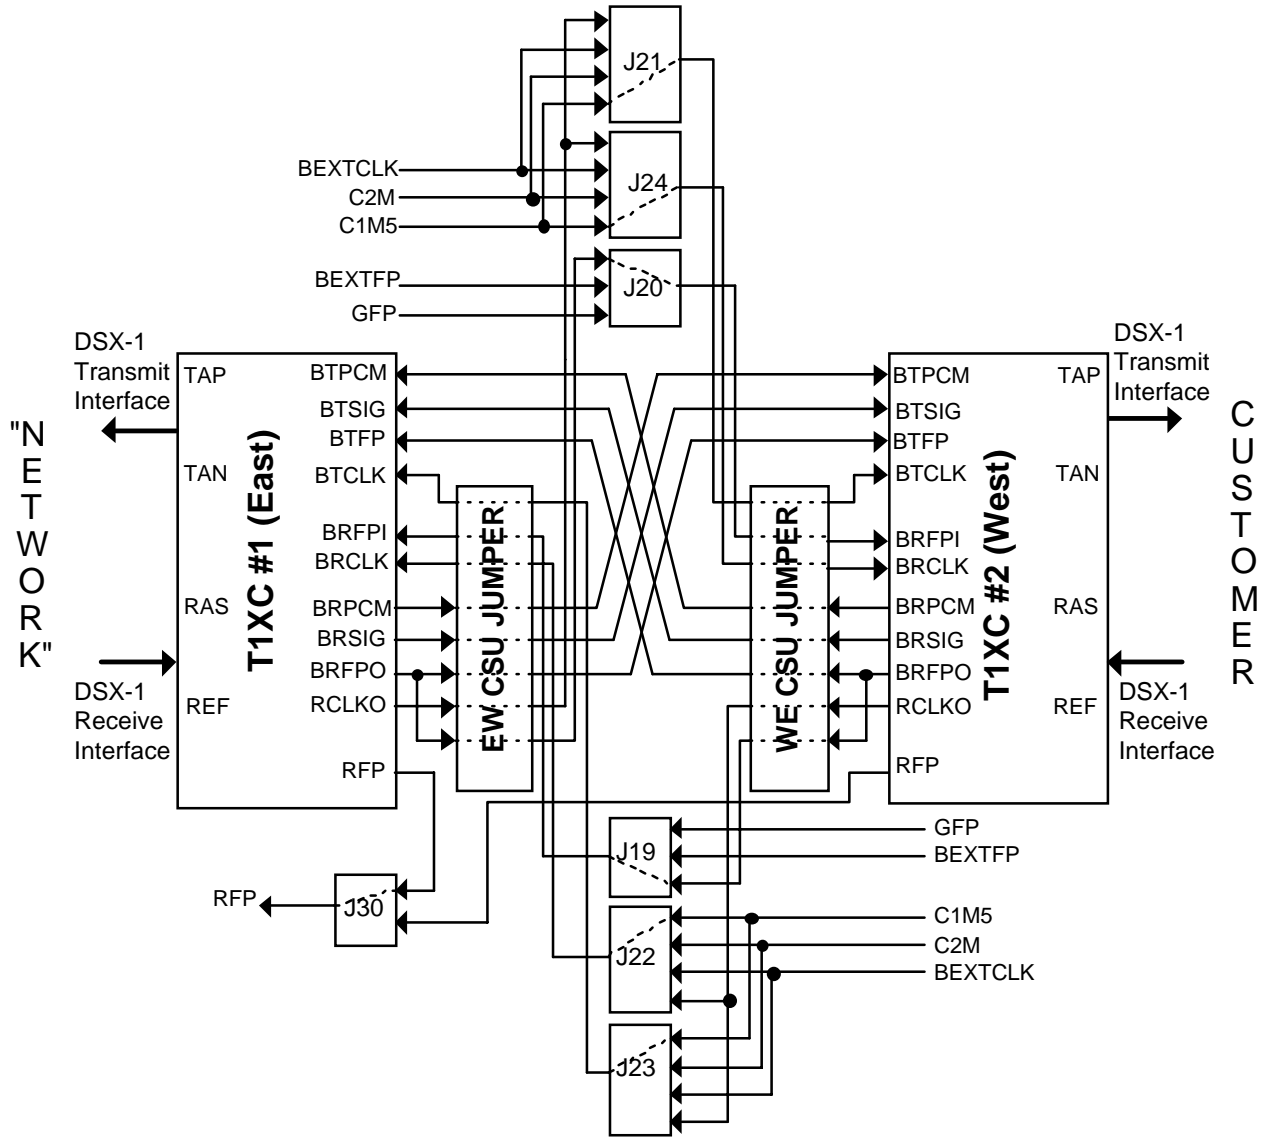 J21
BEXTCLK
C2M
C1M5
J24
BEXTFP
GFP
J20
DSX-1
Transmit
Interface
"NETWORK"
DSX-1
Receive
Interface
TAP
TAN
RAS
REF
T1XC #1 (East)
BTPCM
BTSIG
BTFP
BTCLK
BRFPI
BRCLK
BRPCM
BRSIG
BRFPO
RCLKO
RFP
EW CSU JUMPER
WE CSU JUMPER
BTPCM
BTSIG
BTFP
BTCLK
BRFPI
BRCLK
BRPCM
BRSIG
BRFPO
RCLKO
RFP
T1XC #2 (West)
TAP
TAN
RAS
REF
DSX-1
Transmit
Interface
CUSTOMER
DSX-1
Receive
Interface
J19
GFP
BEXTFP
RFP
J30
J22
C1M5
C2M
BEXTCLK
J23